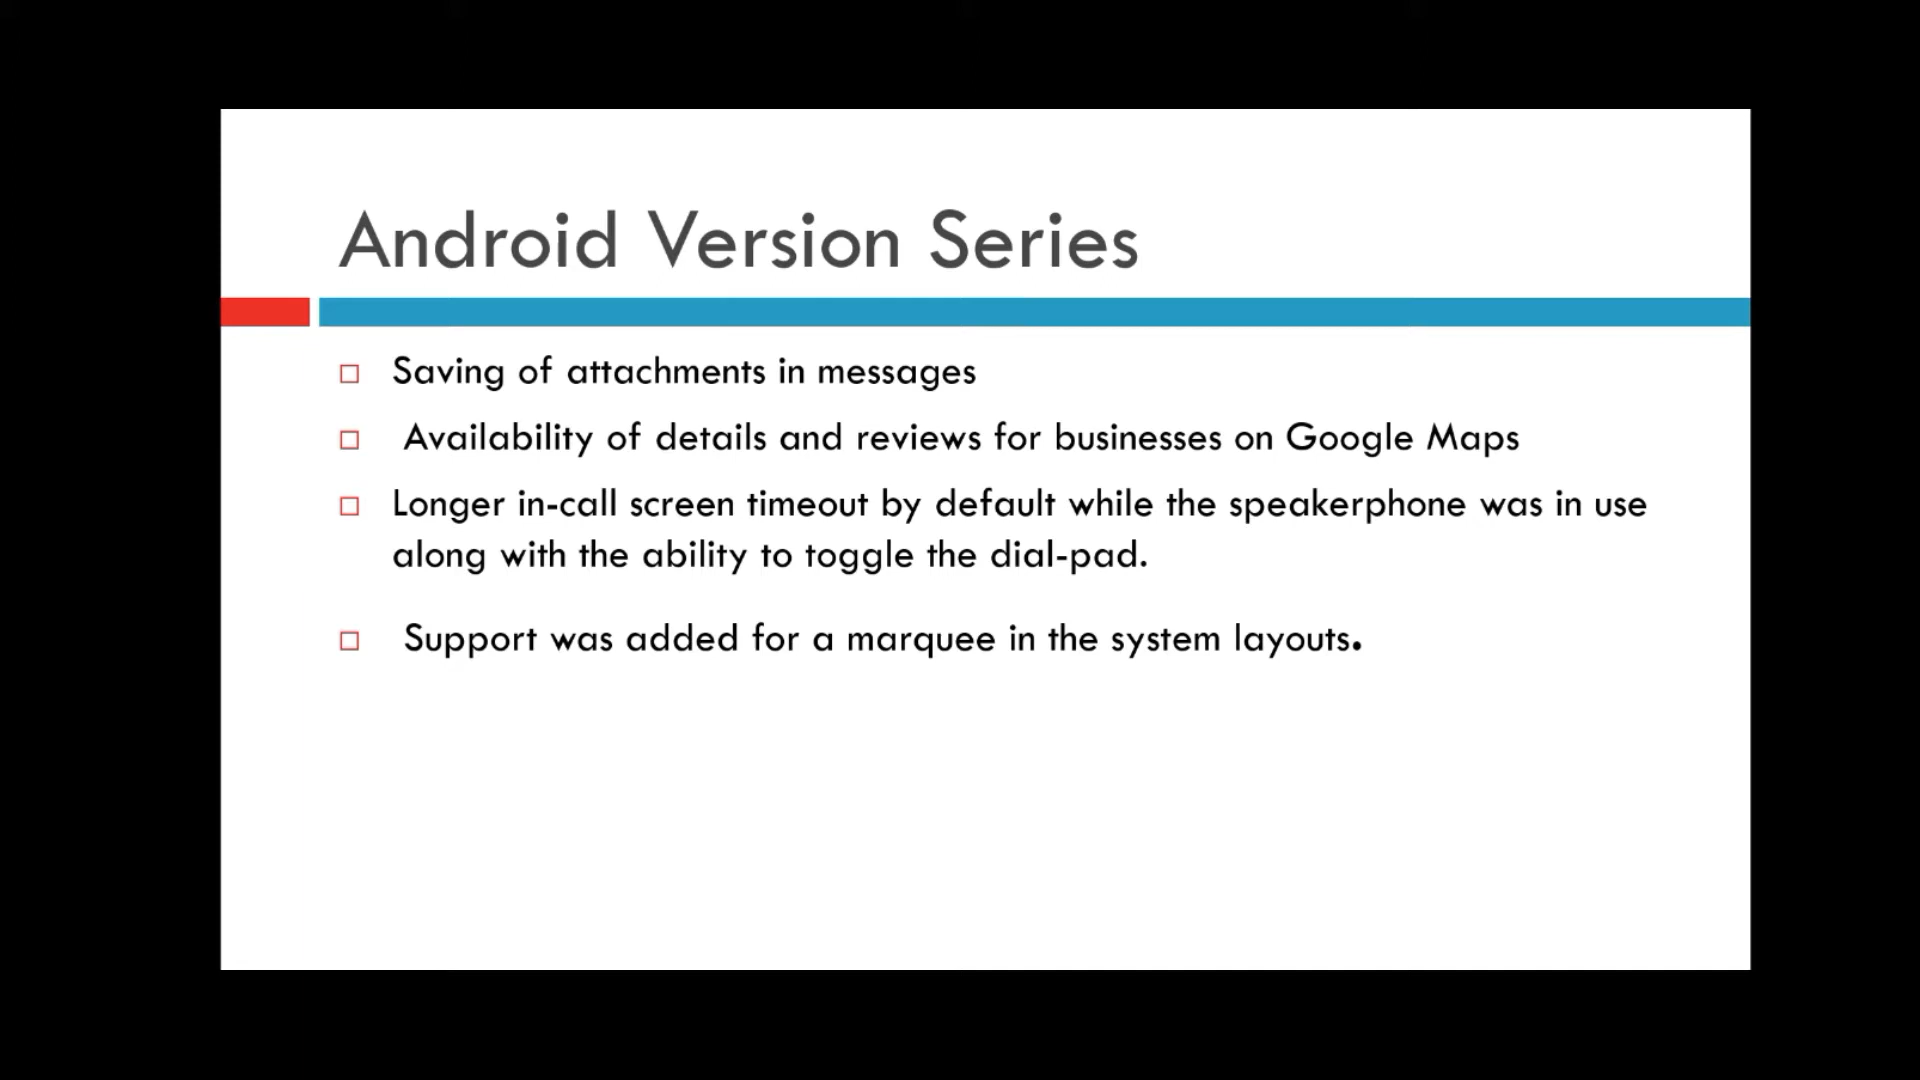 Android Version Series
Saving of attachments in messages
Availability of details and reviews for businesses on Google Maps
Longer in-call screen timeout by default while the speakerphone was in use
along with the ability to toggle the dial-pad.
Support was added for a marquee in the system layouts.